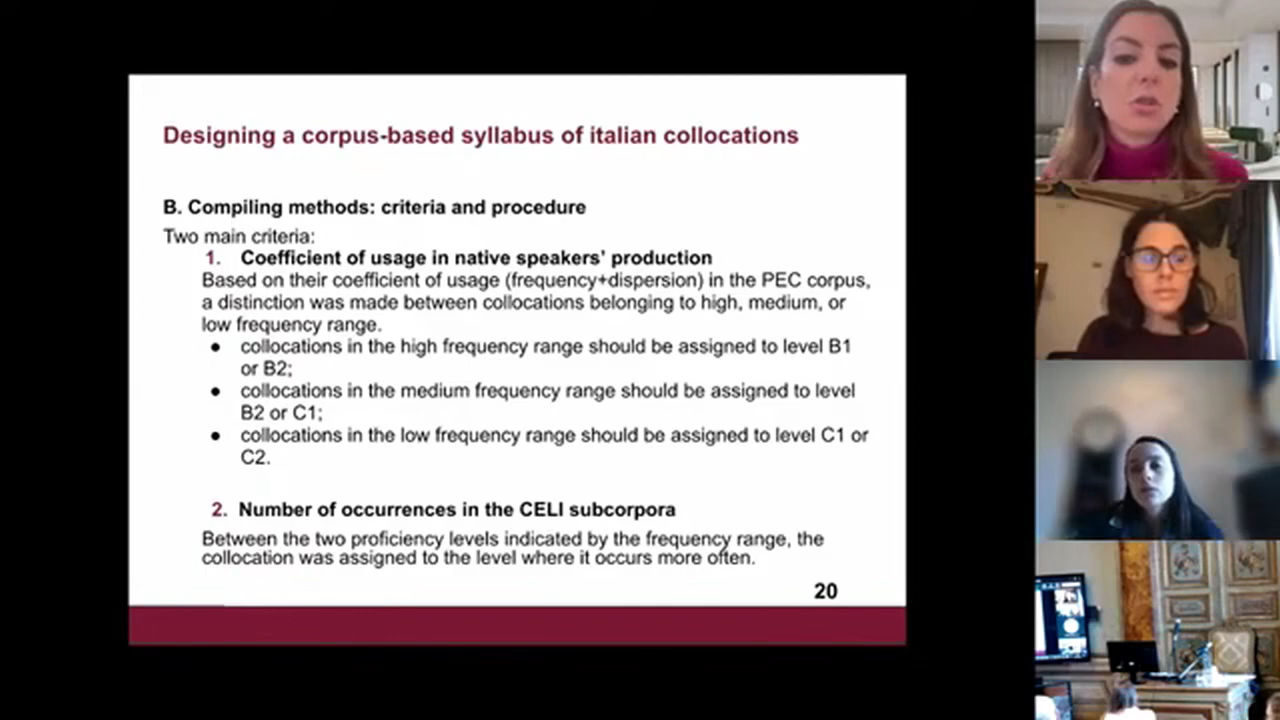 Designing a corpus-based syllabus of italian collocations
B. Compiling methods: criteria and procedure
Two main criteria:
1. Coefficient of usage in native speakers’ production
Based on their coefficient of usage (frequency+dispersion) in the PEC corpus,
a distinction was made between collocations belonging to high, medium, or
low frequency range.
● collocations in the high frequency range should be assigned to level B1
or B2;
● collocations in the medium frequency range should be assigned to level
B2 or C1;
● collocations in the low frequency range should be assigned to level C1 or
C2.
2. Number of occurrences in the CELI subcorpora
Between the two proficiency levels indicated by the frequency range, the
collocation was assigned to the level where it occurs more often.
20